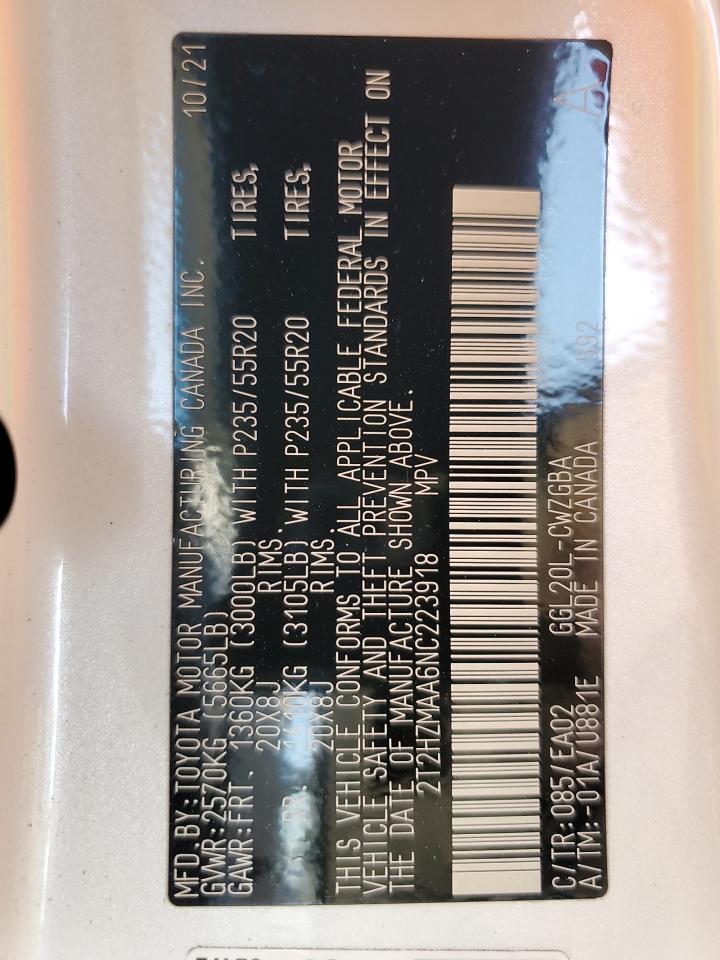 MFD.BY:TOYOTA MOTOR MANUFACTURING CANADA INC. 10/21
GVWR:2570KG (5665LB)
GAWR:FRT. 1360KG (3000LB) WITH P235/55R20 TIRES,
20X8J RIMS.
RR. 1410KG (3105LB) WITH P235/55R20 TIRES,
20X8J RIMS.
THIS VEHICLE CONFORMS TO ALL APPLICABLE FEDERAL MOTOR
VEHICLE SAFETY AND THEFT PREVENTION STANDARDS IN EFFECT ON
THE DATE OF MANUFACTURE SHOWN ABOVE.
2T2HZMAA6NC223918 MPV
C/TR:085/EA02 GGL20L-CWZGBA A
A/TM:-01A/U881E MADE IN CANADA 592